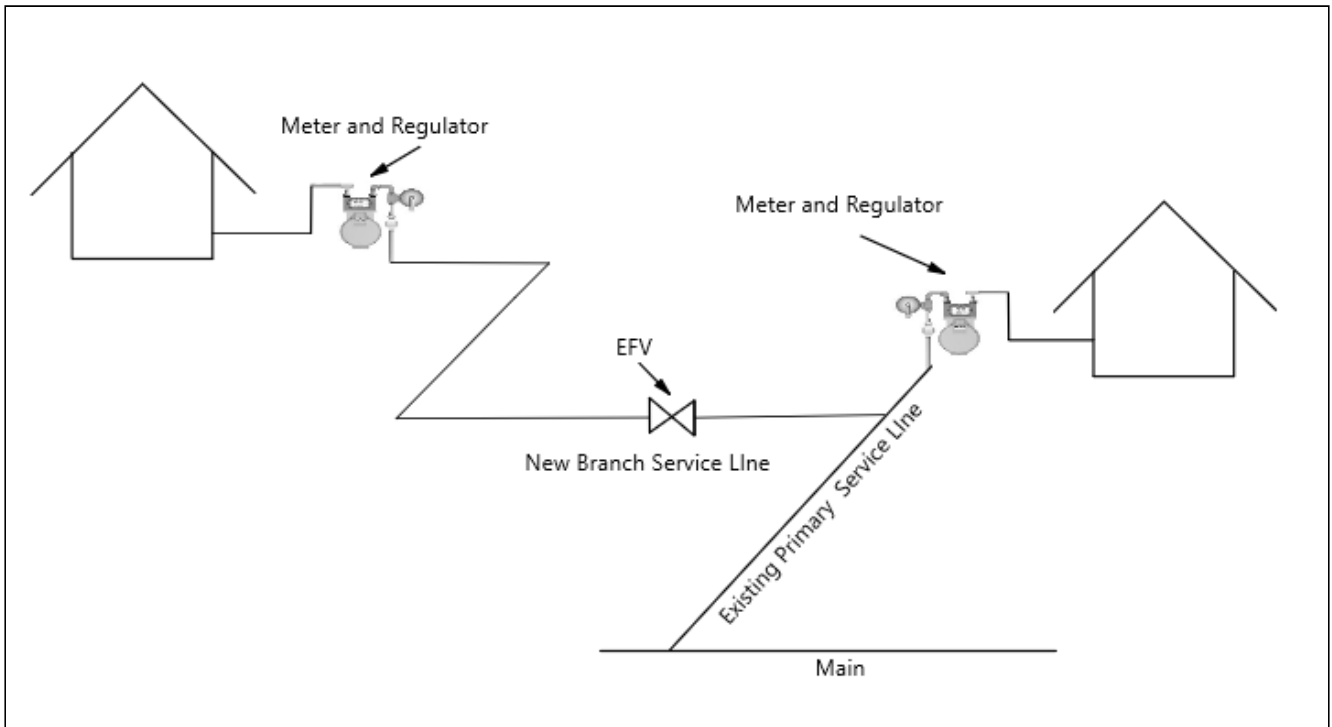 Meter and Regulator
Meter and Regulator
EFV
New Branch Service LIne
Existing Primary Service LIne
Main